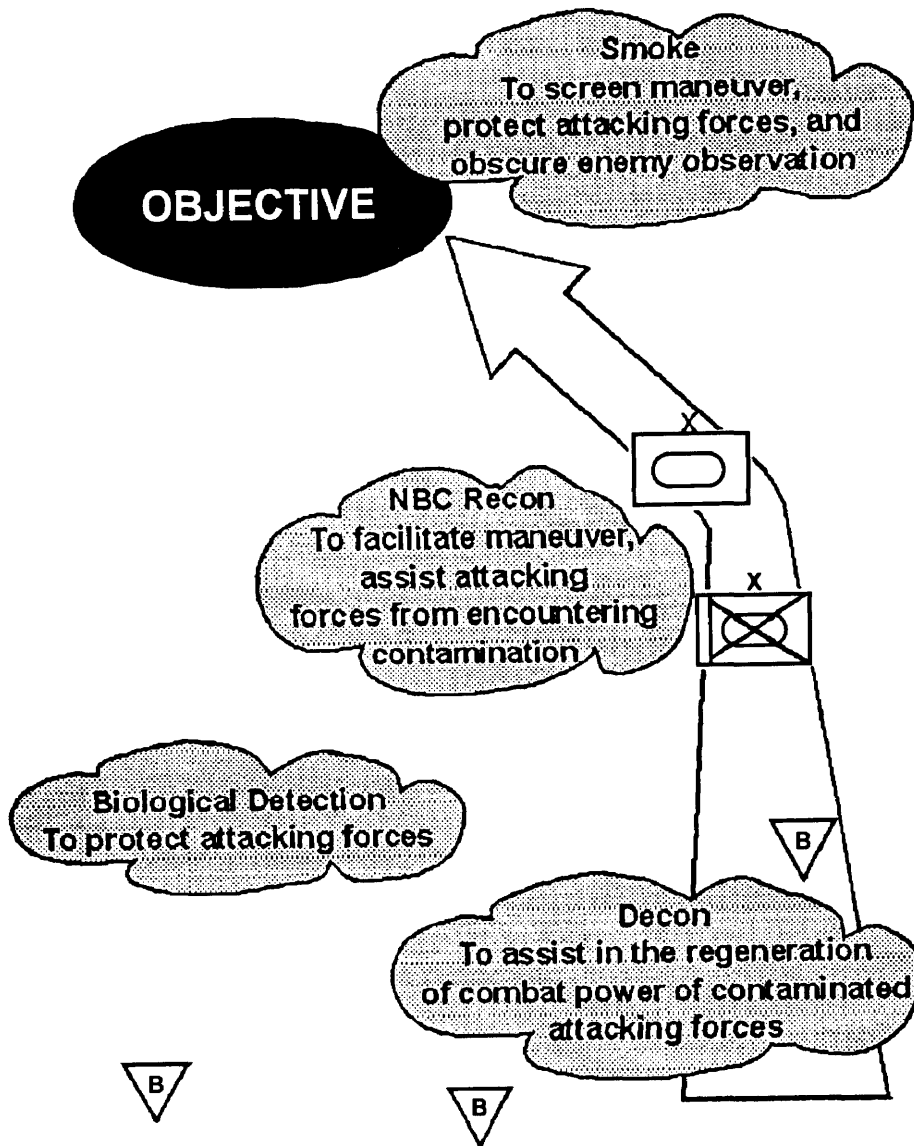 Smoke
To screen maneuver,
protect attacking forces, and
obscure enemy observation
OBJECTIVE
X
NBC Recon
To facilitate maneuver,
assist attacking
forces from encountering
contamination
X
Biological Detection
To protect attacking forces
B
Decon
To assist in the regeneration
of combat power of contaminated
attacking forces
B
B